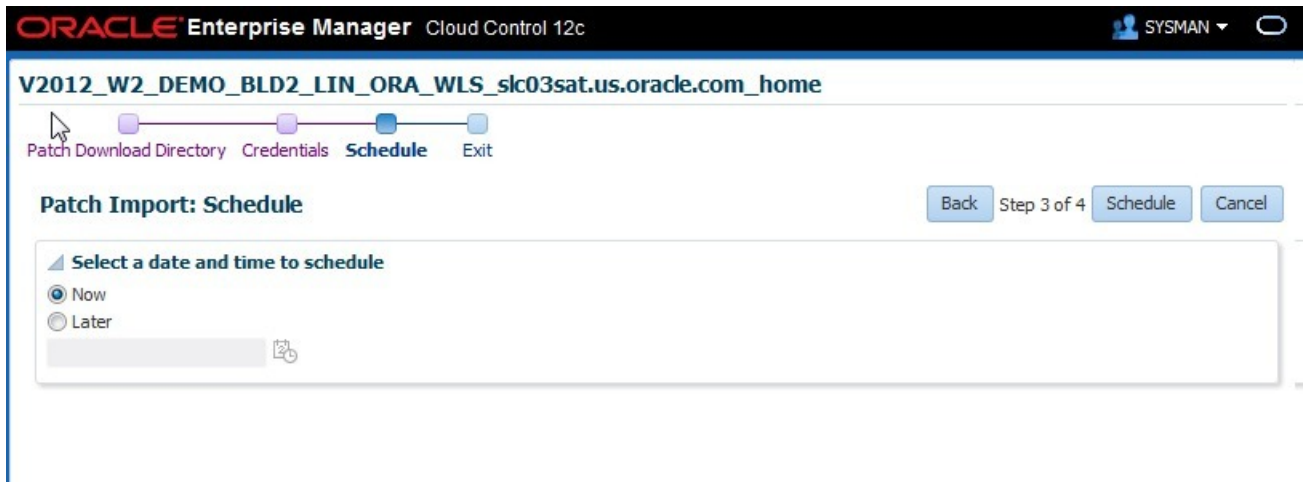 ORACLE Enterprise Manager Cloud Control 12c SYSMAN
V2012_W2_DEMO_BLD2_LIN_ORA_WLS_slc03sat.us.oracle.com_home
Patch Download Directory Credentials Schedule Exit
Patch Import: Schedule Back Step 3 of 4 Schedule Cancel
Select a date and time to schedule
Now
Later